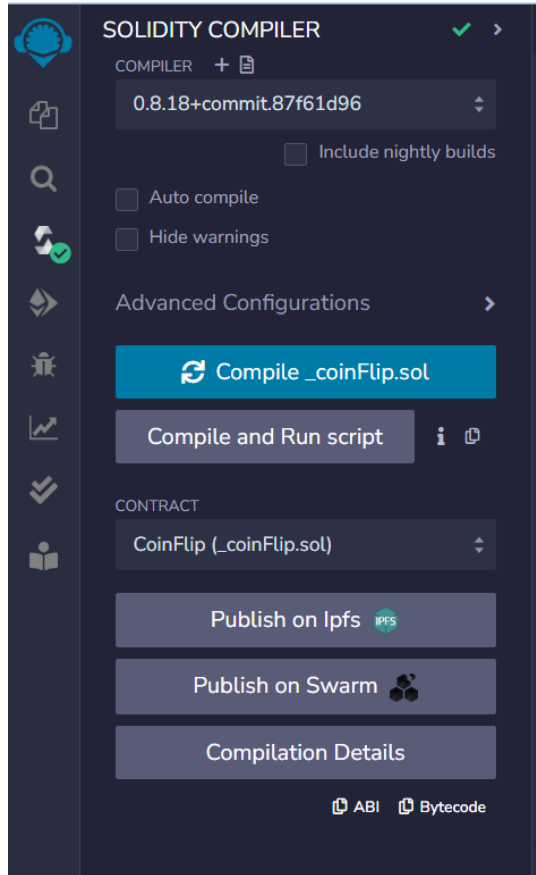 SOLIDITY COMPILER
COMPILER
0.8.18+commit.87f61d96
Include nightly builds
Auto compile
Hide warnings
Advanced Configurations
Compile _coinFlip.sol
Compile and Run script
CONTRACT
CoinFlip (_coinFlip.sol)
Publish on Ipfs IPFS
Publish on Swarm
Compilation Details
ABI Bytecode